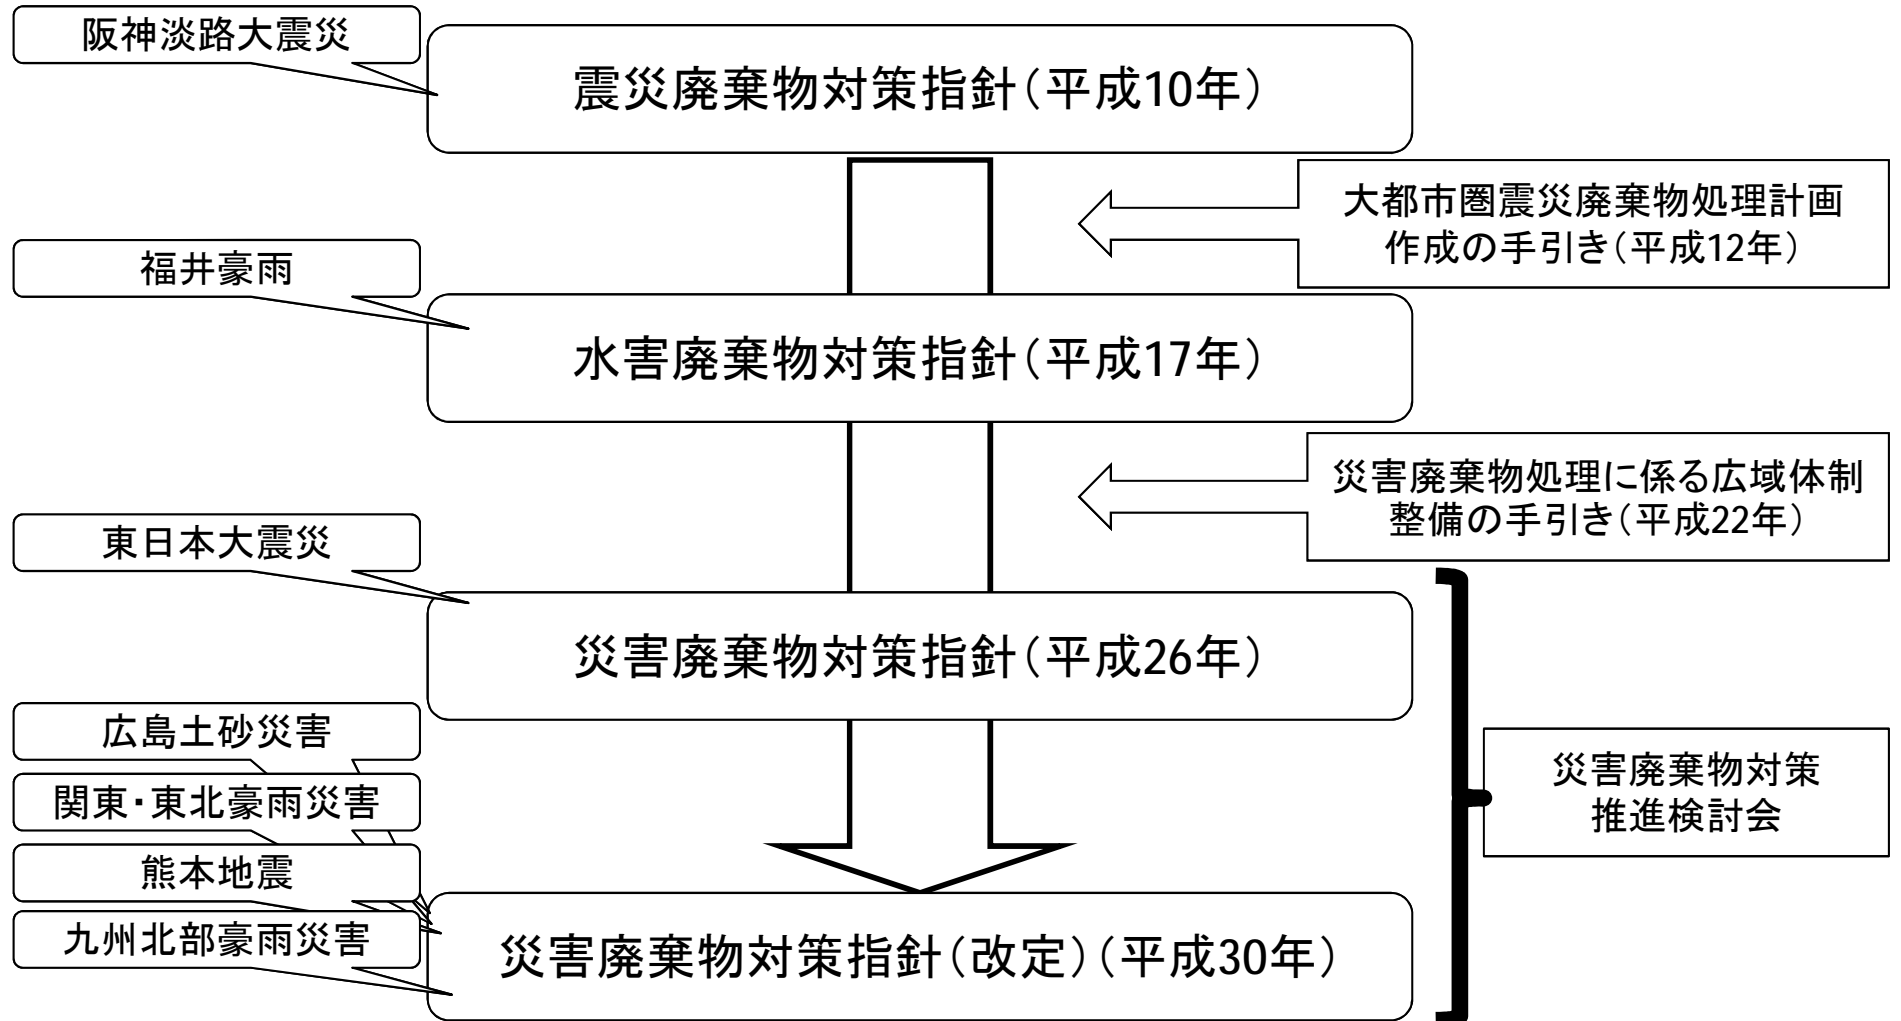 阪神淡路大震災
震災廃棄物対策指針（平成10年）
大都市圏震災廃棄物処理計画
作成の手引き（平成12年）
福井豪雨
水害廃棄物対策指針（平成17年）
災害廃棄物処理に係る広域体制
整備の手引き（平成22年）
東日本大震災
災害廃棄物対策指針（平成26年）
広島土砂災害
関東・東北豪雨災害
熊本地震
九州北部豪雨災害
災害廃棄物対策
推進検討会
災害廃棄物対策指針（改定）（平成30年）